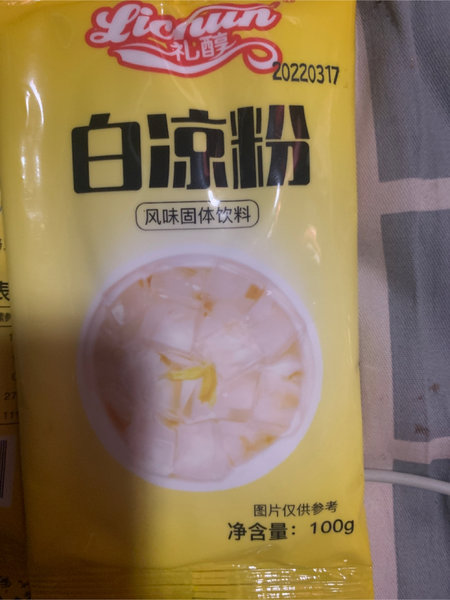 Lichun
礼醇
20220317
白凉粉
风味固体饮料
图片仅供参考
净含量：100g